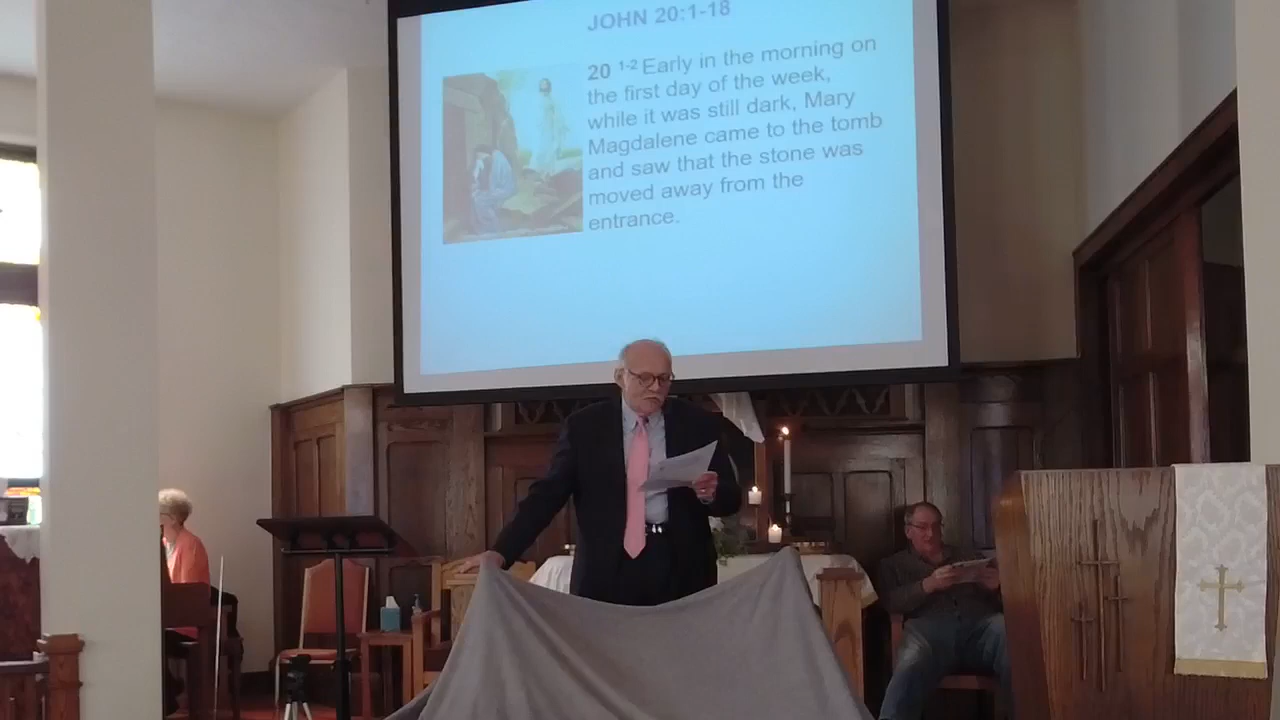 JOHN 20:1-18
20 1-2 Early in the morning on
the first day of the week,
while it was still dark, Mary
Magdalene came to the tomb
and saw that the stone was
moved away from the
entrance.